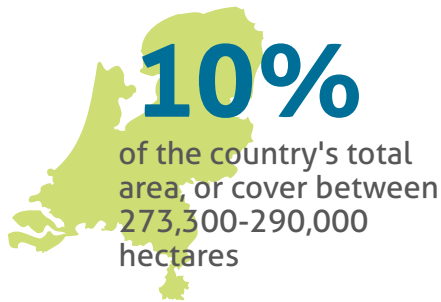 10%
of the country's total
area, or cover between
273,300-290,000
hectares